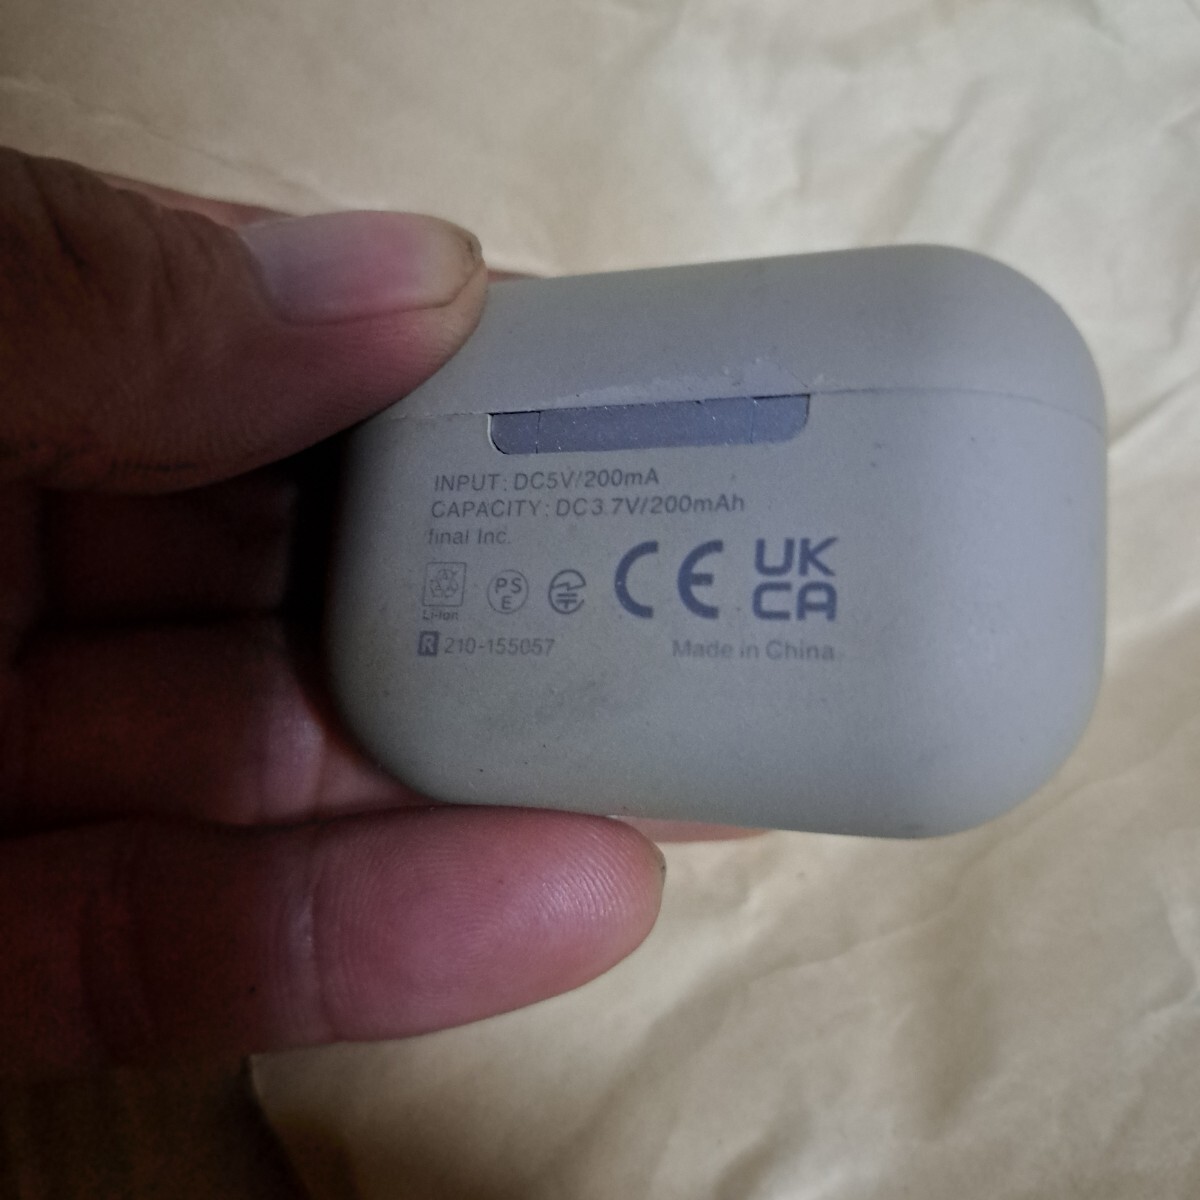 INPUT: DC5V/200mA
CAPACITY: DC3.7V/200mAh
final Inc.
Li-ion
PS
E
CE
UK
CA
R 210-155057
Made in China